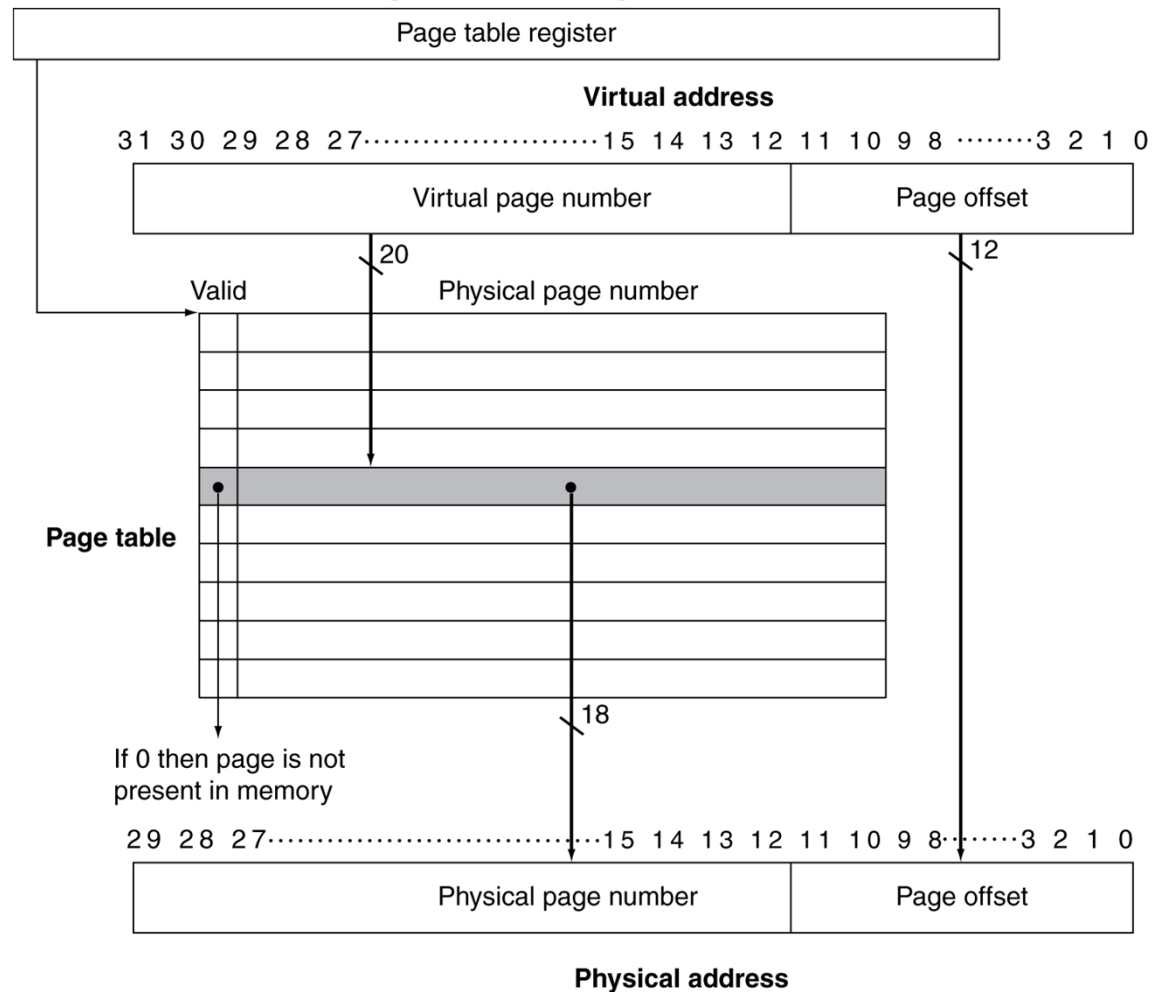 Page table register
Virtual address
31 30 29 28 27·······················15 14 13 12 11 10 9 8 ········3 2 1 0
Virtual page number Page offset
20 12
Valid Physical page number
Page table
18
If 0 then page is not
present in memory
29 28 27··································15 14 13 12 11 10 9 8········3 2 1 0
Physical page number Page offset
Physical address